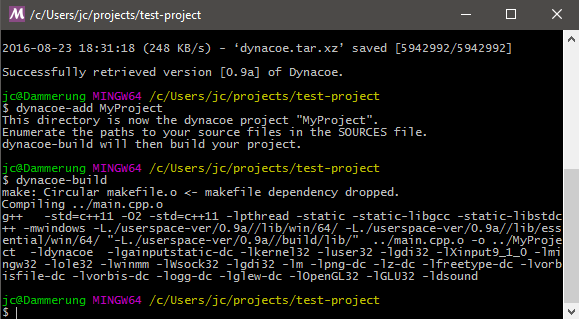 M /c/Users/jc/projects/test-project
2016-08-23 18:31:18 (248 KB/s) - ‘dynacoe.tar.xz’ saved [5942992/5942992]
Successfully retrieved version [0.9a] of Dynacoe.
jc@Dammerung MINGW64 /c/Users/jc/projects/test-project
$ dynacoe-add MyProject
This directory is now the dynacoe project "MyProject".
Enumerate the paths to your source files in the SOURCES file.
dynacoe-build will then build your project.
jc@Dammerung MINGW64 /c/Users/jc/projects/test-project
$ dynacoe-build
make: Circular makefile.o <- makefile dependency dropped.
Compiling ../main.cpp.o
g++   -std=c++11 -O2 -std=c++11 -lpthread -static -static-libgcc -static-libstdc
++ -mwindows -L./userspace-ver/0.9a//lib/win/64/ -L./userspace-ver/0.9a//lib/ess
ential/win/64/ "-L./userspace-ver/0.9a//build/lib/"  ../main.cpp.o -o ../MyProje
ct  -ldynacoe  -lgainputstatic-dc -lkernel32 -luser32 -lgdi32 -lXinput9_1_0 -lmi
ngw32 -lole32 -lwinmm -lWsock32 -lgdi32 -lm -lpng-dc -lz-dc -lfreetype-dc -lvorb
isfile-dc -lvorbis-dc -logg-dc -lglew-dc -lOpenGL32 -lGLU32 -ldsound
jc@Dammerung MINGW64 /c/Users/jc/projects/test-project
$